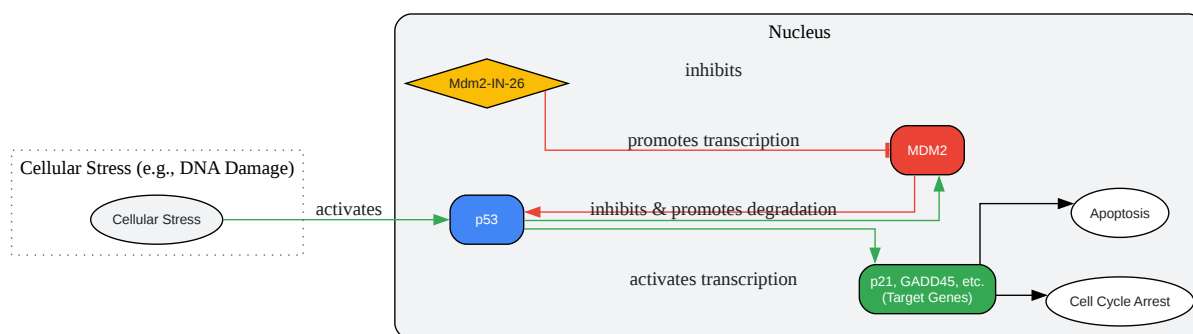 Nucleus
inhibits
Mdm2-IN-26
promotes transcription
MDM2
Cellular Stress (e.g., DNA Damage)
Cellular Stress
activates
p53
inhibits & promotes degradation
Apoptosis
activates transcription
p21, GADD45, etc.
(Target Genes)
Cell Cycle Arrest